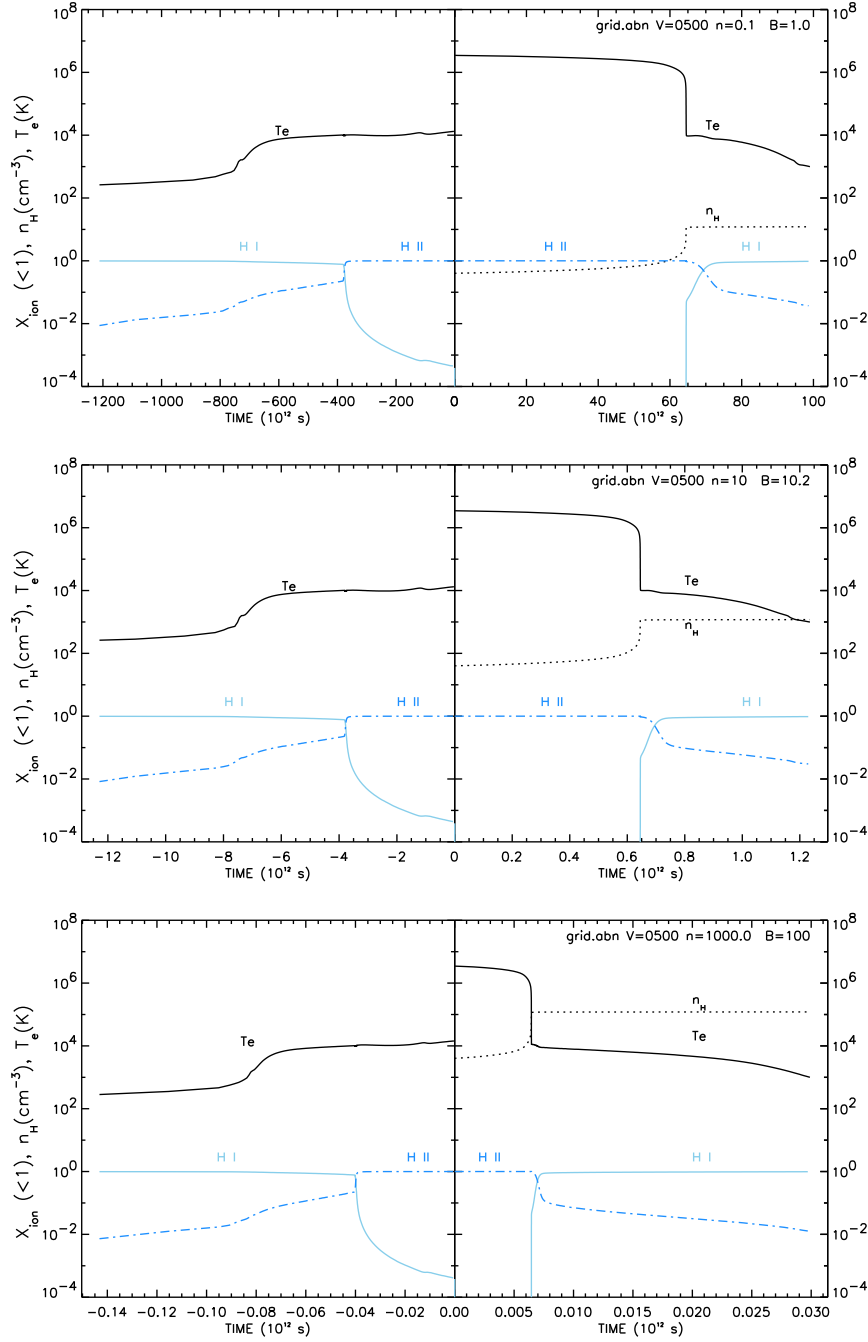 grid.abn V=0500 n=0.1 B=1.0
X_ion (<1), n_H(cm^-3), T_e(K)
Te
Te
n_H
H I
H II
H II
H I
10^8
10^6
10^4
10^2
10^0
10^-2
10^-4
10^8
10^6
10^4
10^2
10^0
10^-2
10^-4
-1200 -1000 -800 -600 -400 -200 0 20 40 60 80 100
TIME (10^12 s) TIME (10^12 s)
grid.abn V=0500 n=10 B=10.2
X_ion (<1), n_H(cm^-3), T_e(K)
Te
Te
n_H
H I
H II
H II
H I
10^8
10^6
10^4
10^2
10^0
10^-2
10^-4
10^8
10^6
10^4
10^2
10^0
10^-2
10^-4
-12 -10 -8 -6 -4 -2 0 0.2 0.4 0.6 0.8 1.0 1.2
TIME (10^12 s) TIME (10^12 s)
grid.abn V=0500 n=1000.0 B=100
X_ion (<1), n_H(cm^-3), T_e(K)
n_H
Te
Te
H I
H II
H II
H I
10^8
10^6
10^4
10^2
10^0
10^-2
10^-4
10^8
10^6
10^4
10^2
10^0
10^-2
10^-4
-0.14 -0.12 -0.10 -0.08 -0.06 -0.04 -0.02 0.00 0.005 0.010 0.015 0.020 0.025 0.030
TIME (10^12 s) TIME (10^12 s)